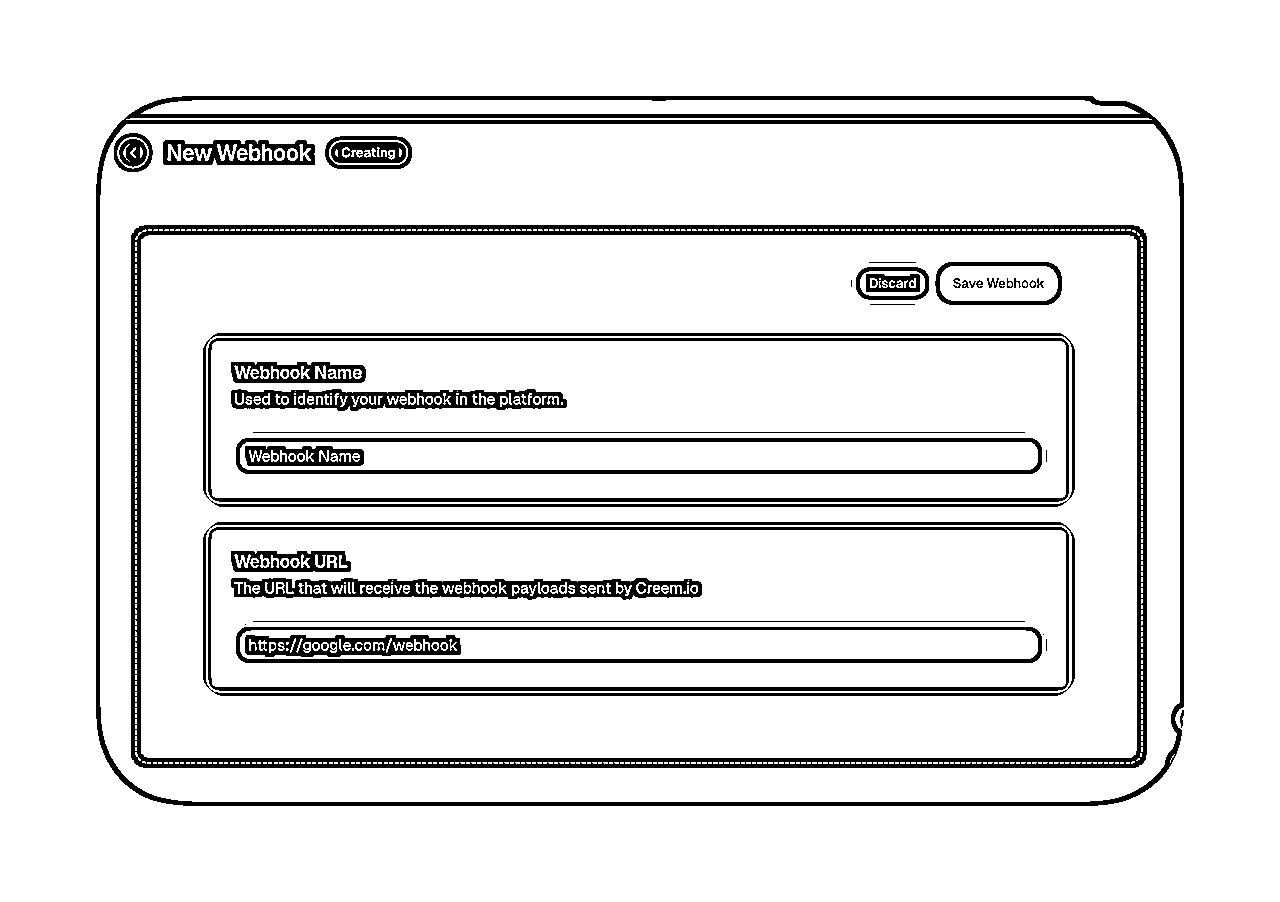 New Webhook
Creating
Discard
Save Webhook
Webhook Name
Used to identify your webhook in the platform.
Webhook Name
Webhook URL
The URL that will receive the webhook payloads sent by Creem.io
https://google.com/webhook